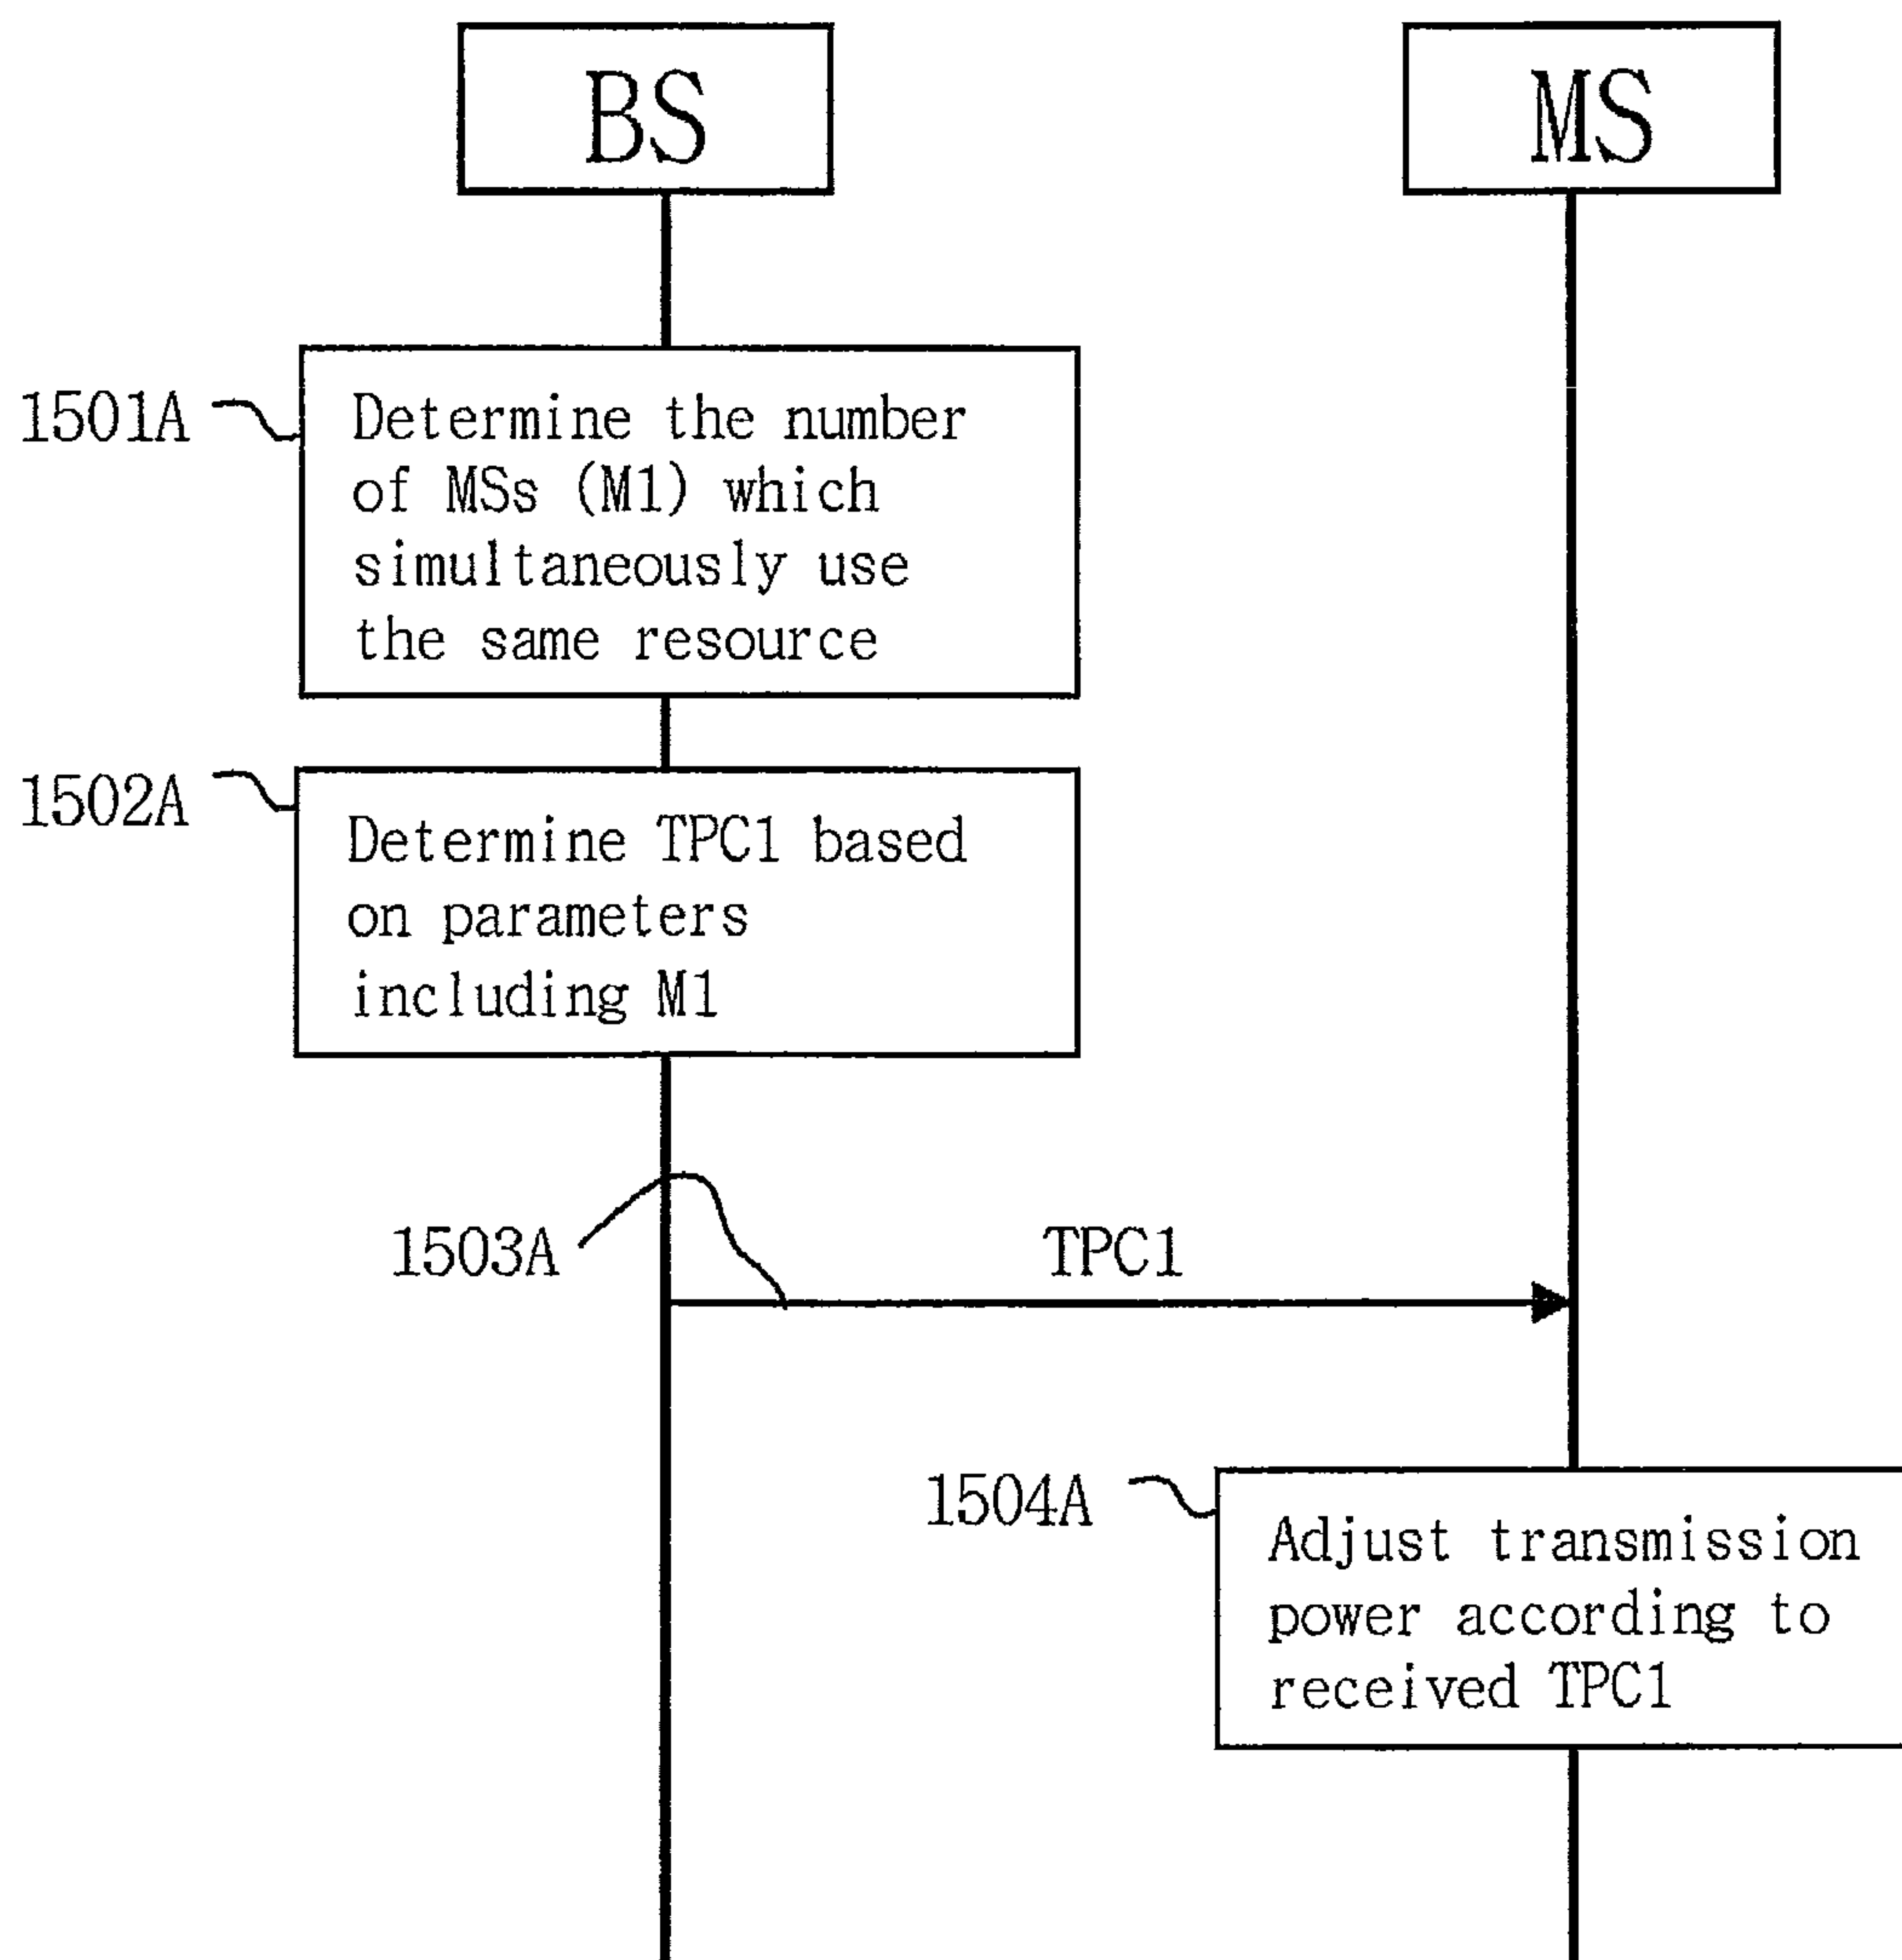 BS
MS
1501A
Determine the number
of MSs (M1) which
simultaneously use
the same resource
1502A
Determine TPC1 based
on parameters
including M1
1503A
TPC1
1504A
Adjust transmission
power according to
received TPC1